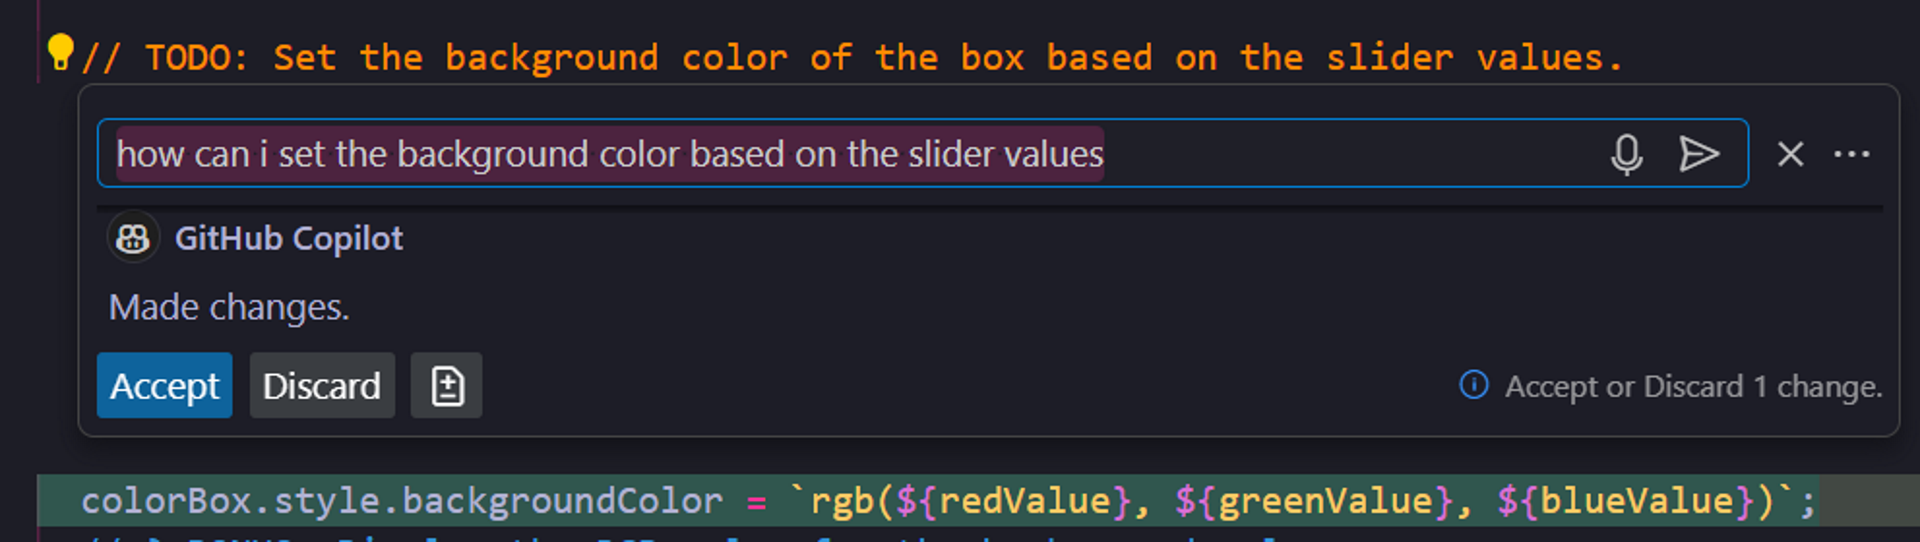 // TODO: Set the background color of the box based on the slider values.
how can i set the background color based on the slider values
GitHub Copilot
Made changes.
Accept Discard
Accept or Discard 1 change.
colorBox.style.backgroundColor = `rgb(${redValue}, ${greenValue}, ${blueValue})`;